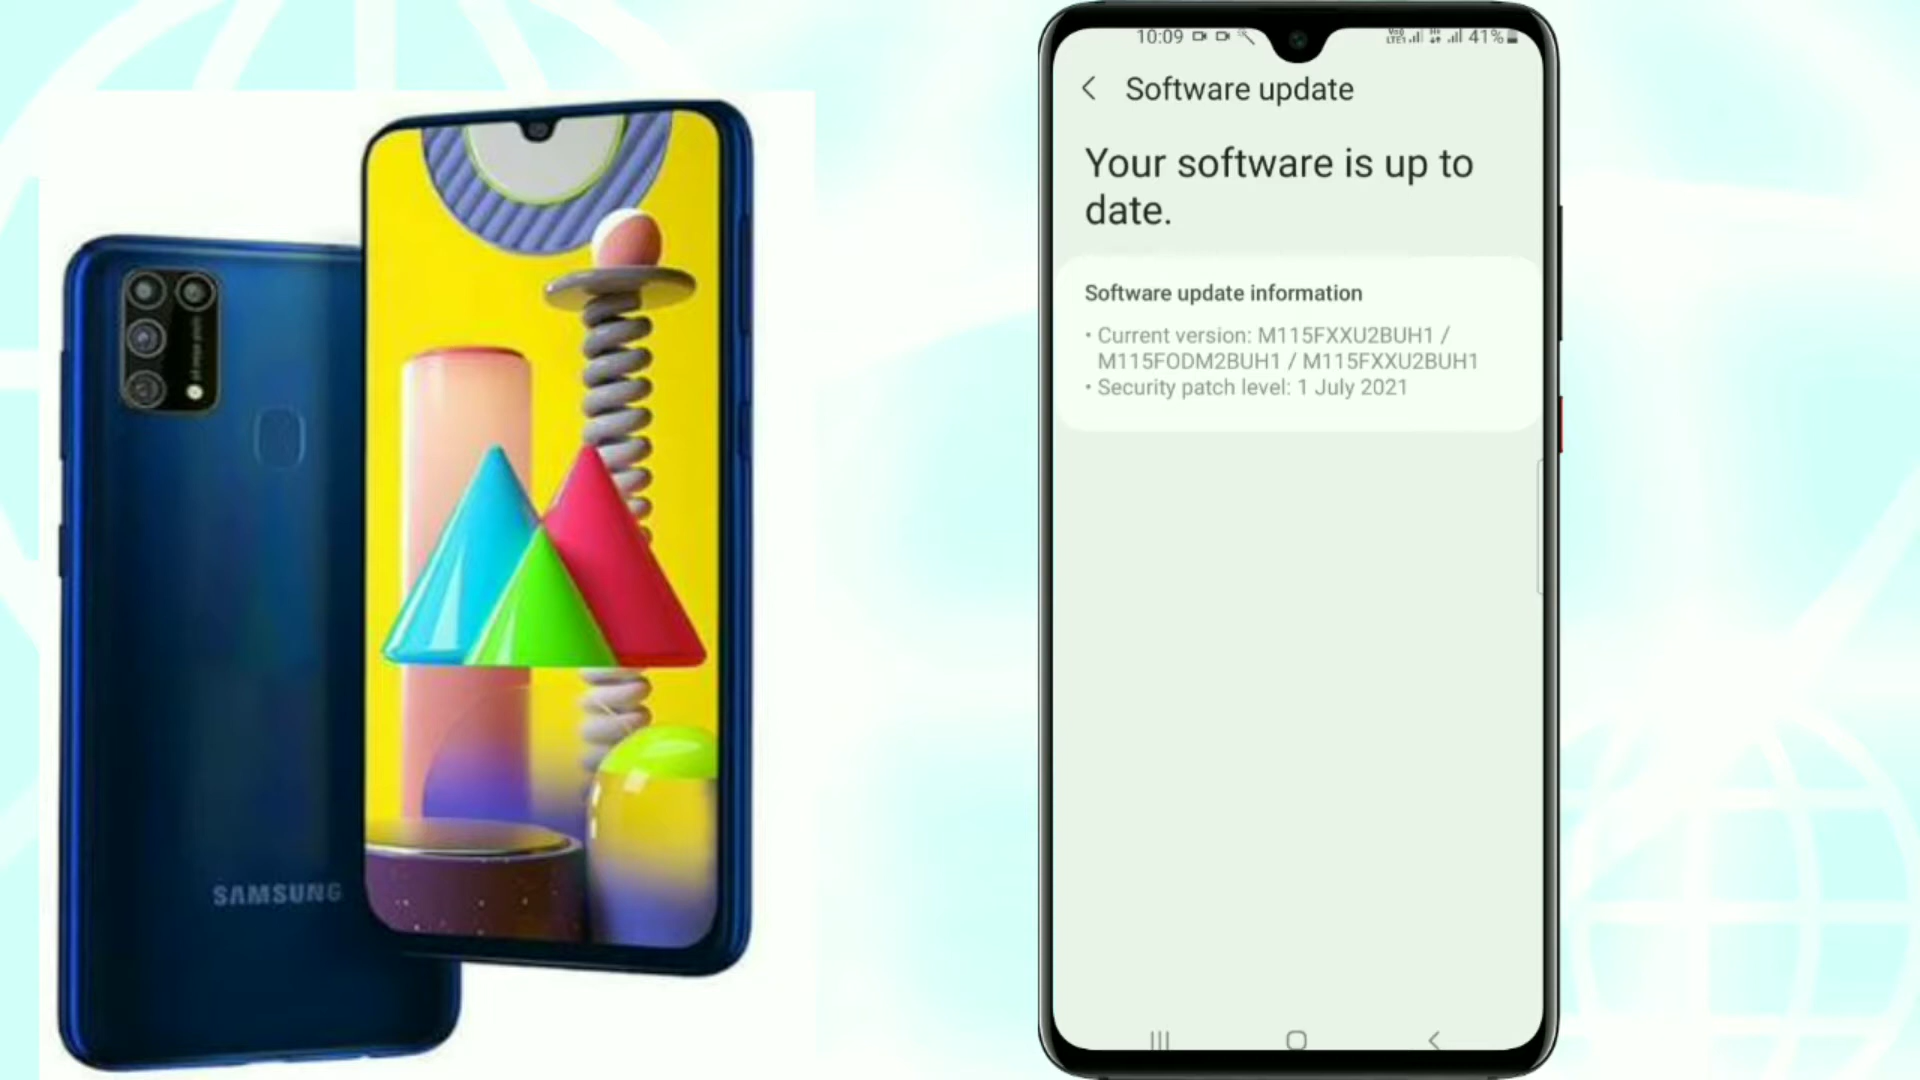 SAMSUNG
10:09 41%
Software update
Your software is up to
date.
Software update information
• Current version: M115FXXU2BUH1 /
M115FODM2BUH1 / M115FXXU2BUH1
• Security patch level: 1 July 2021